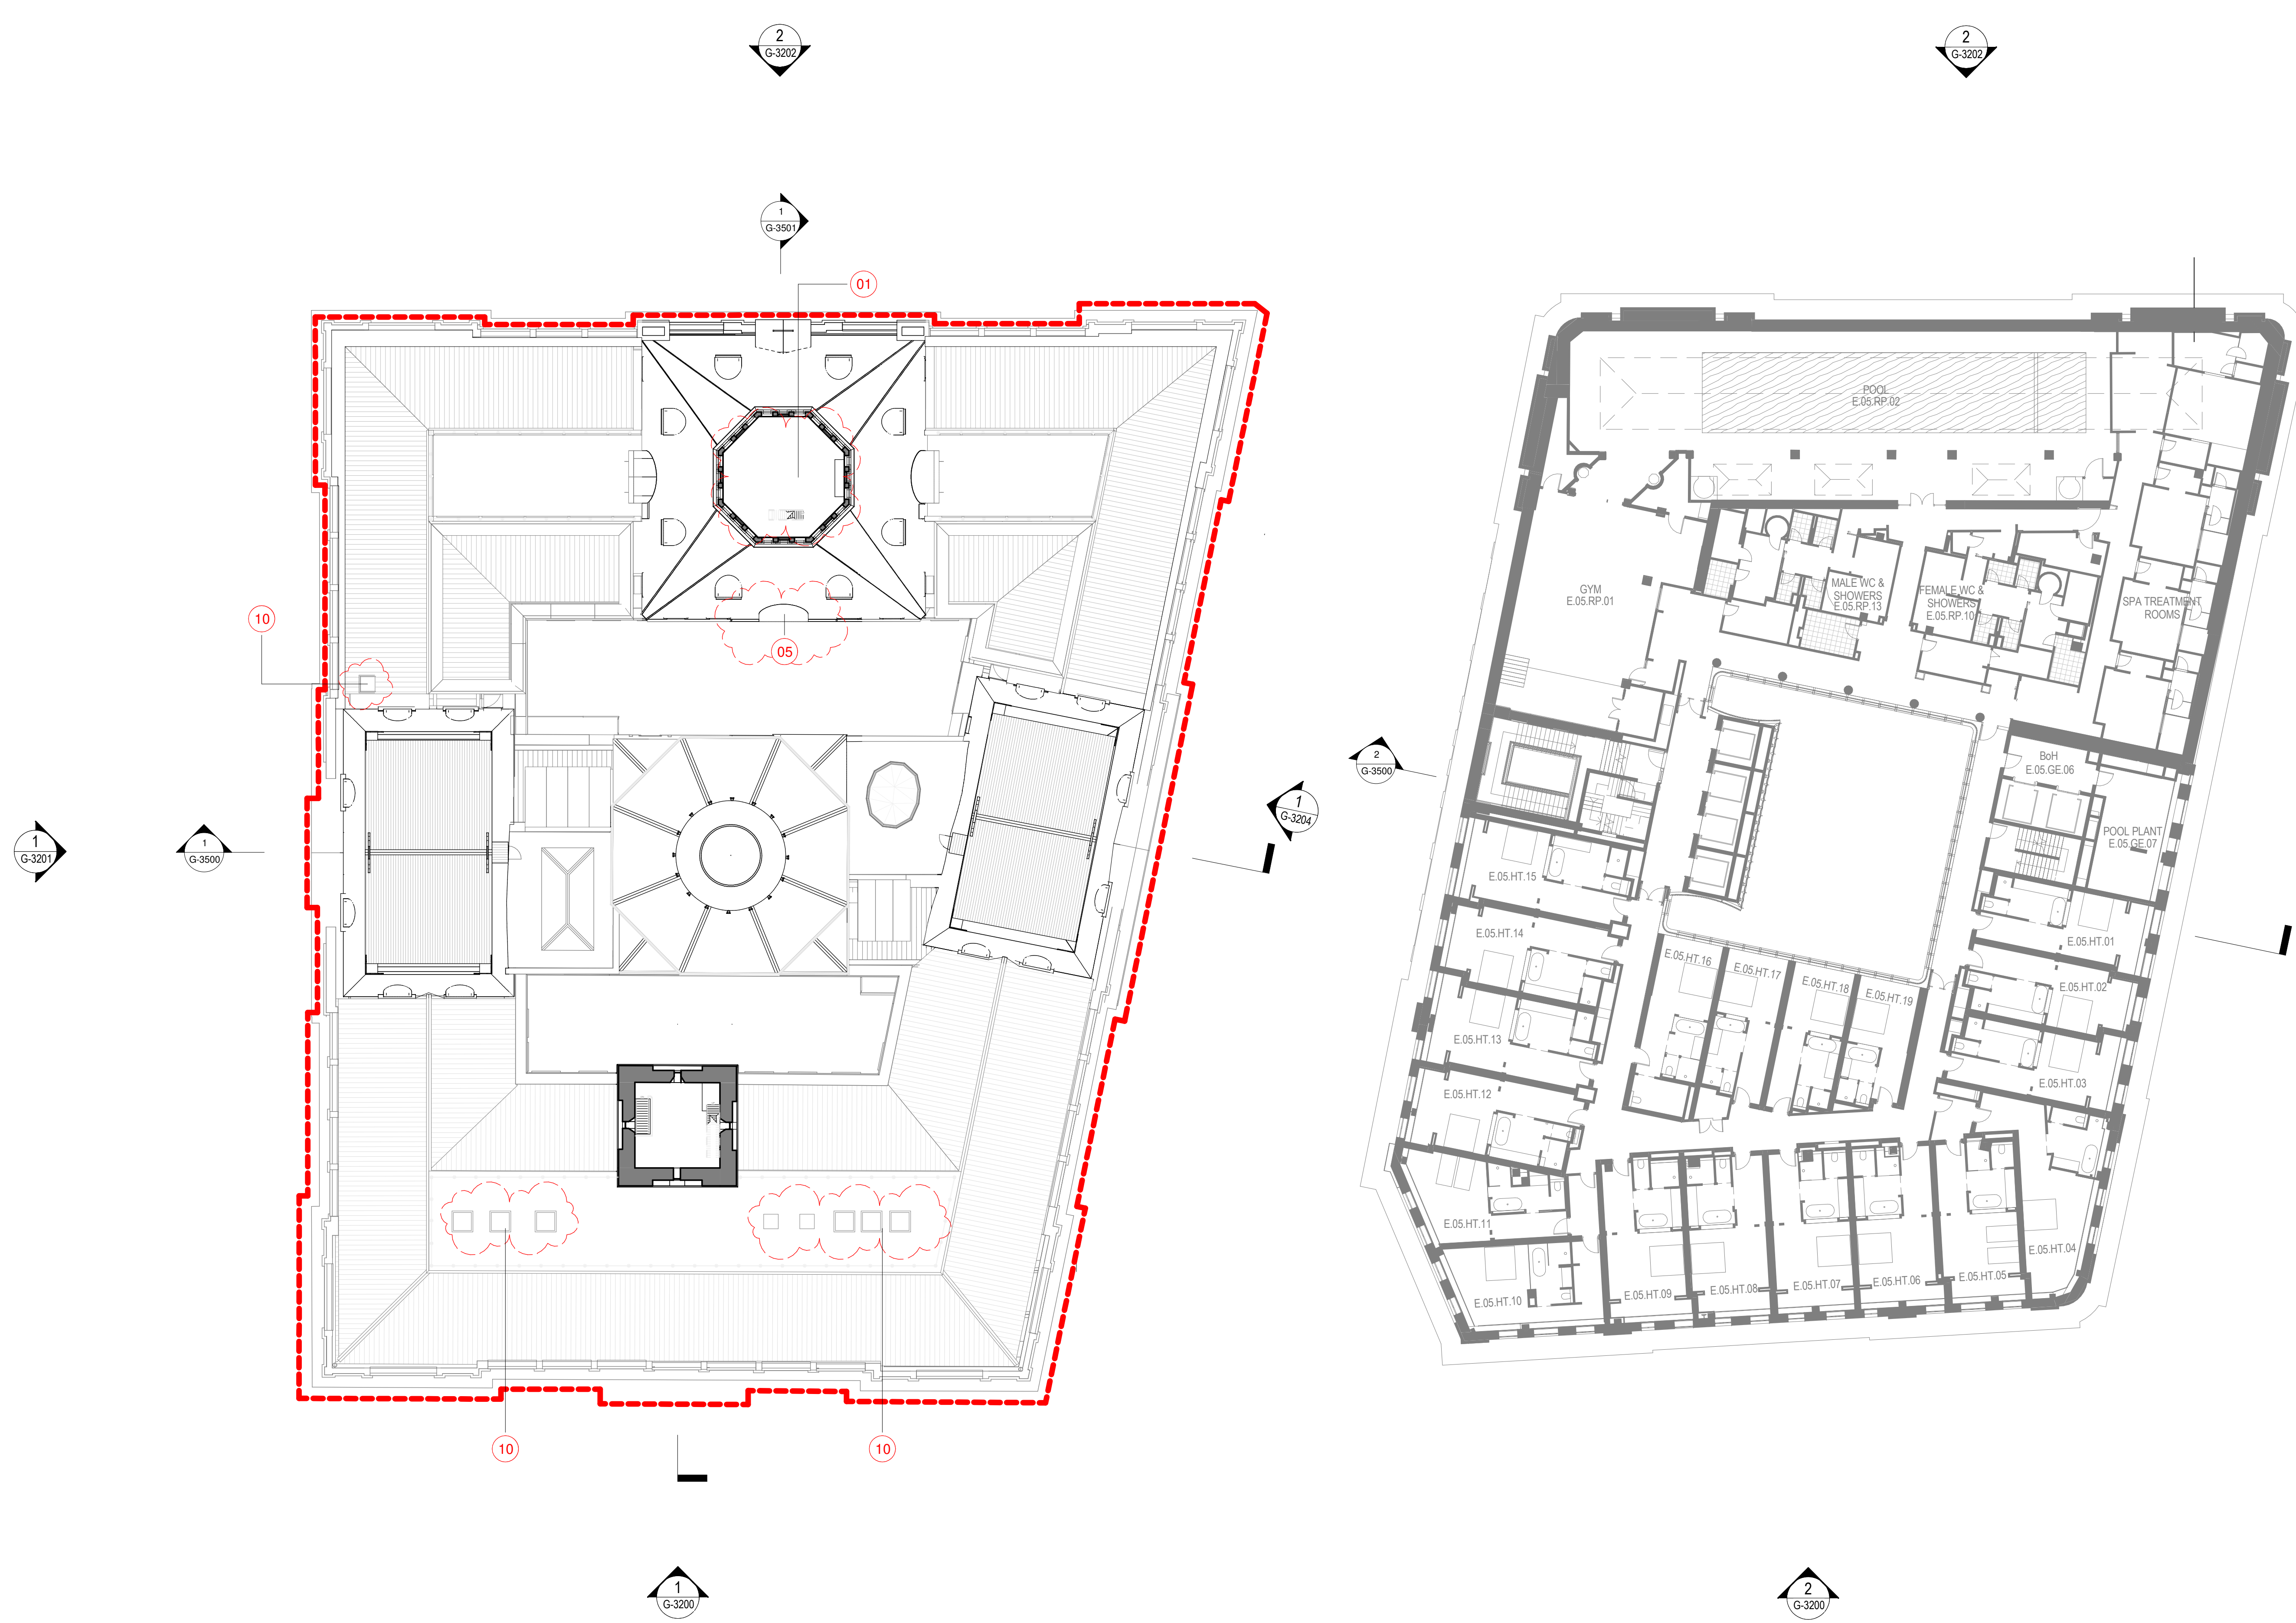 2
G-3202
2
G-3202
1
G-3501
01
POOL
E.05.RP.02
GYM
E.05.RP.01
MALE WC &
SHOWERS
E.05.RP.13
FEMALE WC &
SHOWERS
E.05.RP.10
SPA TREATMENT
ROOMS
10
05
2
G-3500
BoH
E.05.GE.06
1
G-3204
POOL PLANT
E.05.GE.07
1
G-3201
1
G-3500
E.05.HT.15
E.05.HT.14
E.05.HT.01
E.05.HT.16
E.05.HT.17
E.05.HT.18
E.05.HT.19
E.05.HT.02
E.05.HT.13
E.05.HT.03
E.05.HT.12
E.05.HT.11
E.05.HT.04
E.05.HT.10
E.05.HT.09
E.05.HT.08
E.05.HT.07
E.05.HT.06
E.05.HT.05
10
10
1
G-3200
2
G-3200